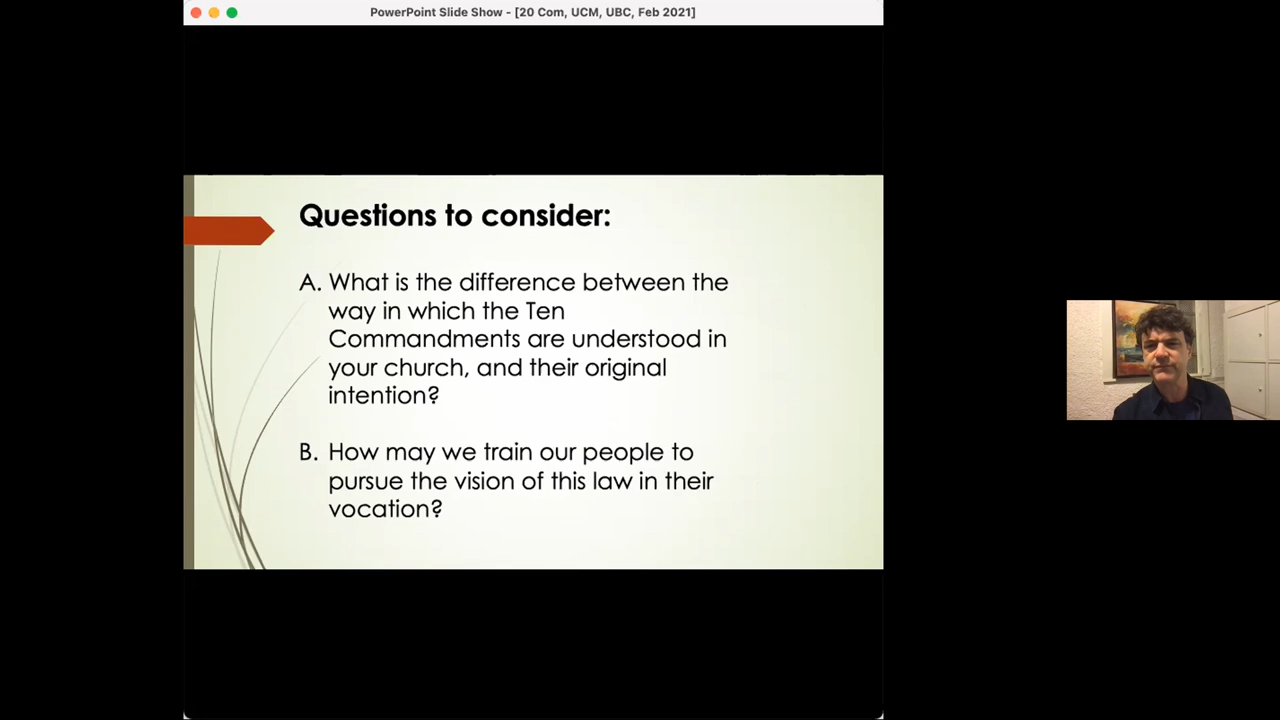 PowerPoint Slide Show - [20 Com, UCM, UBC, Feb 2021]
Questions to consider:
A. What is the difference between the
way in which the Ten
Commandments are understood in
your church, and their original
intention?
B. How may we train our people to
pursue the vision of this law in their
vocation?